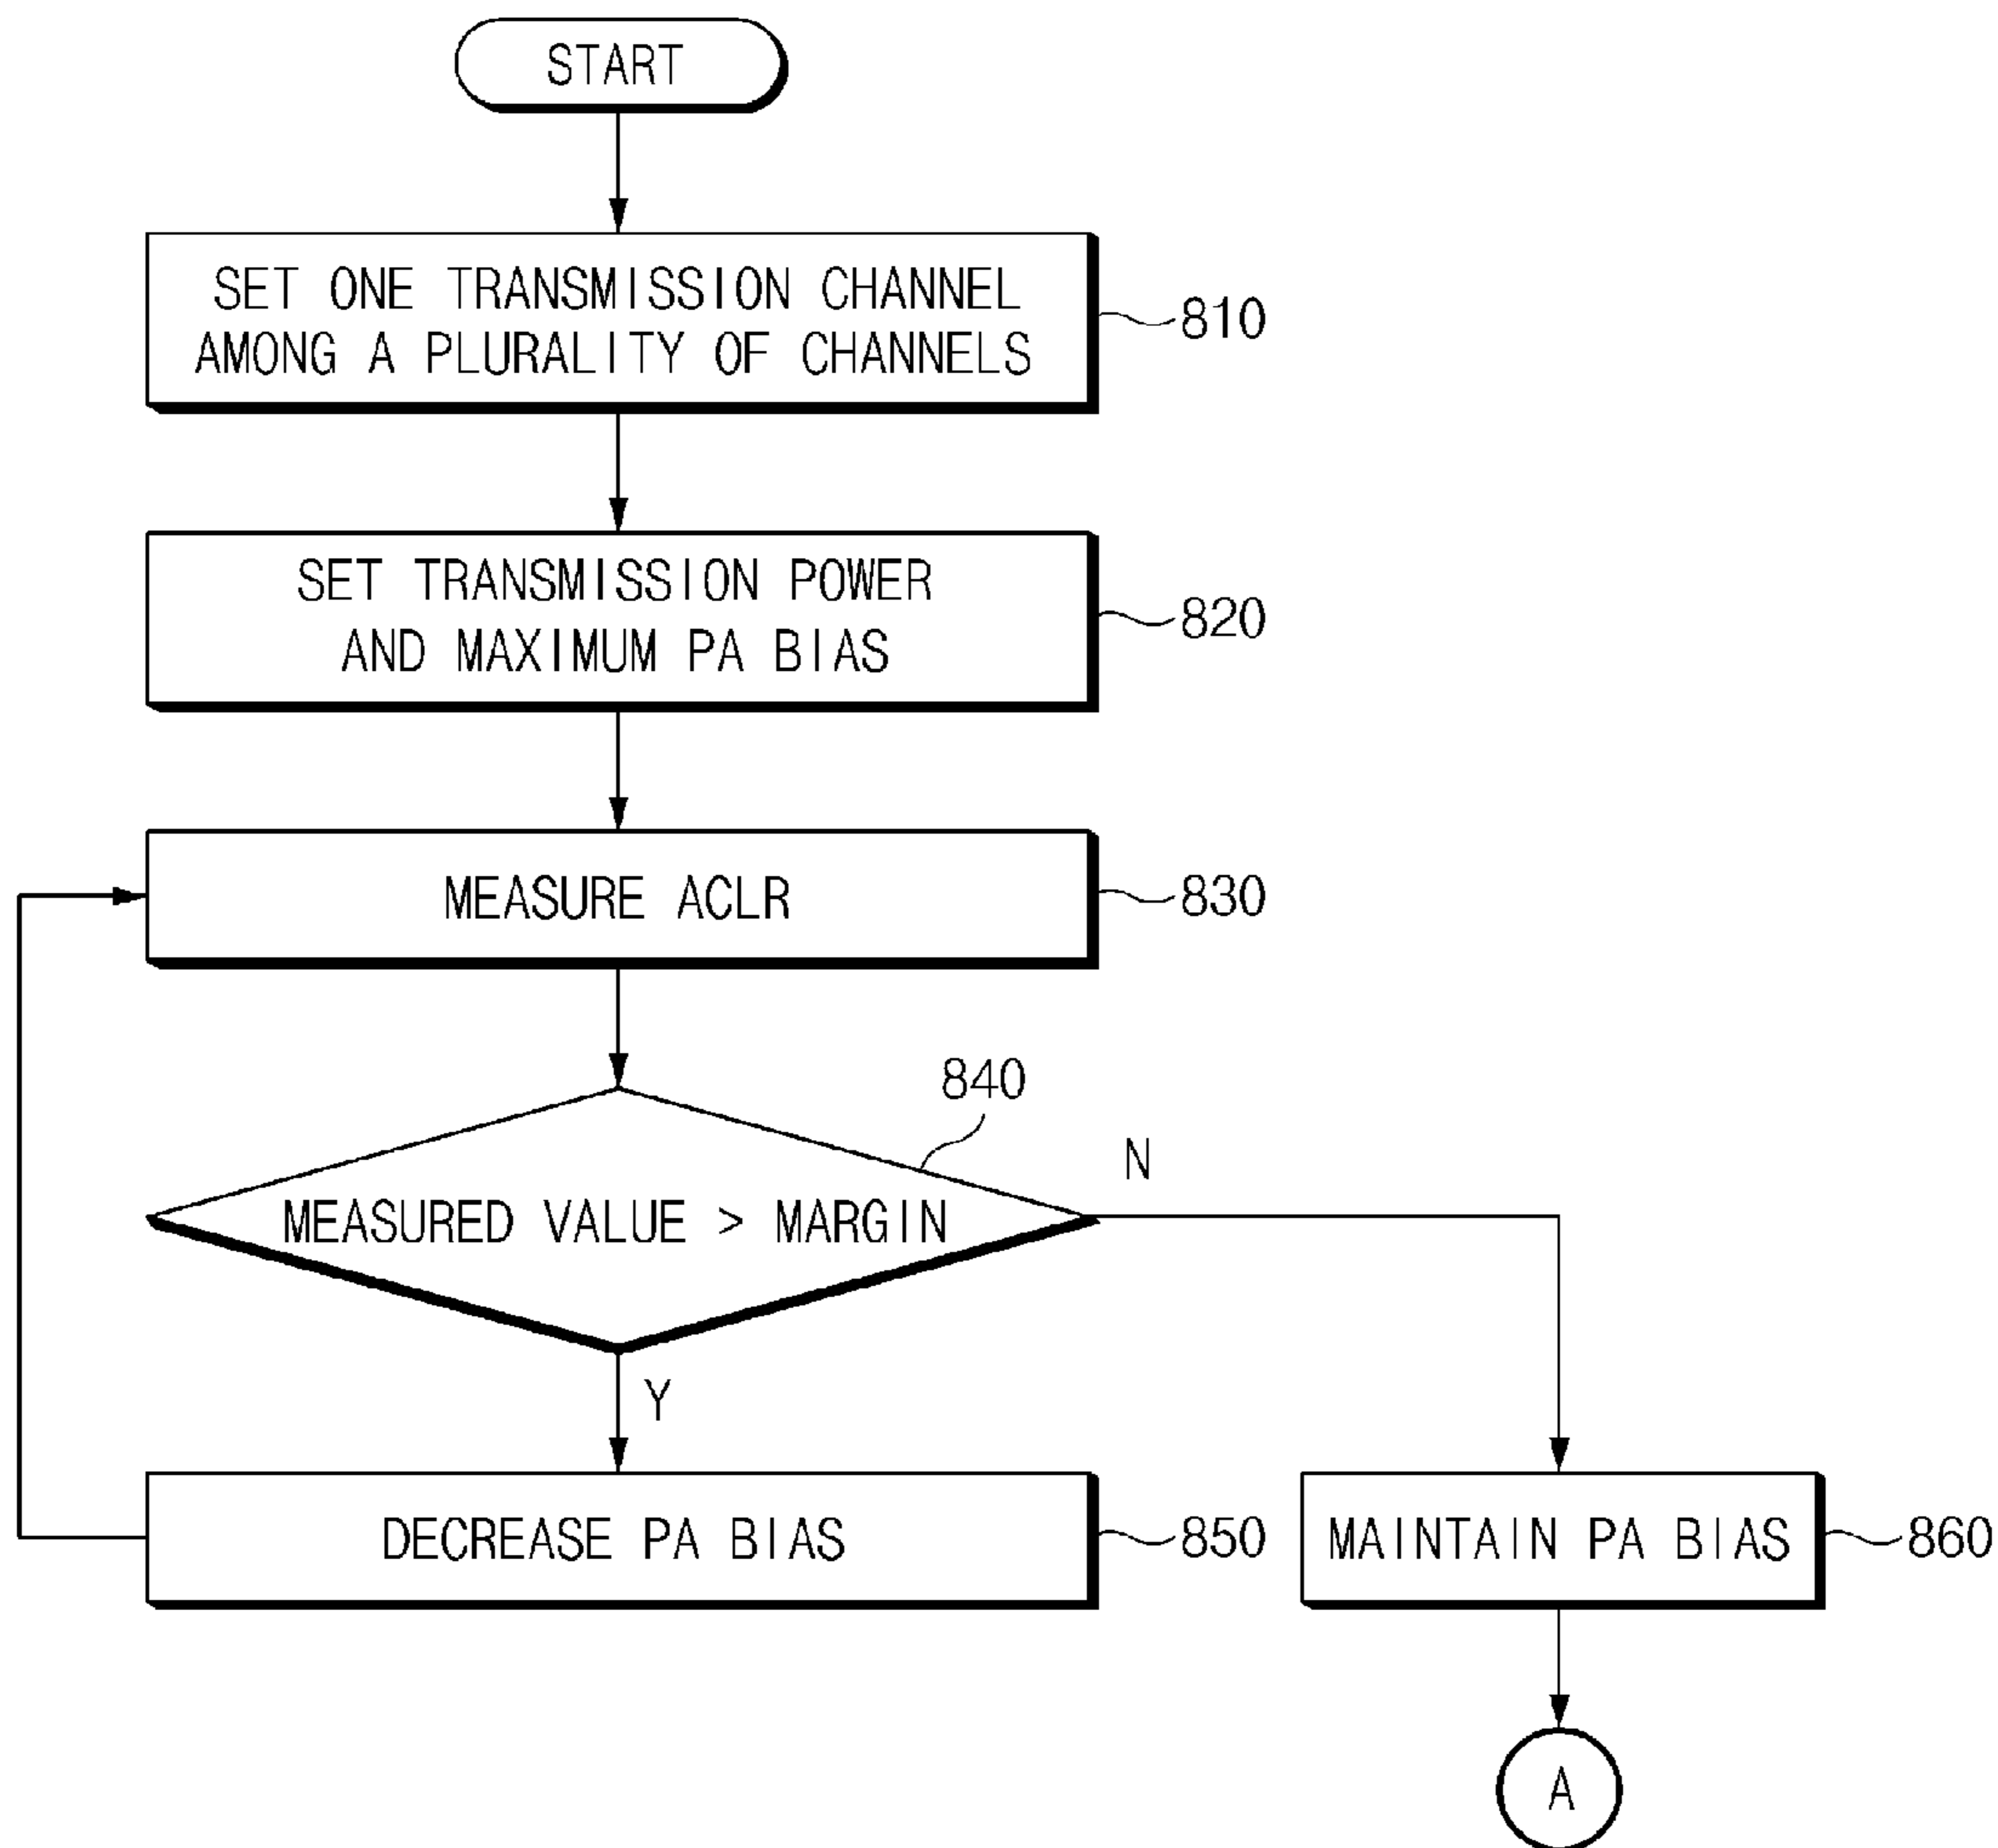 START
SET ONE TRANSMISSION CHANNEL
AMONG A PLURALITY OF CHANNELS
810
SET TRANSMISSION POWER
AND MAXIMUM PA BIAS
820
MEASURE ACLR
830
840
N
MEASURED VALUE > MARGIN
Y
DECREASE PA BIAS
850
MAINTAIN PA BIAS
860
A